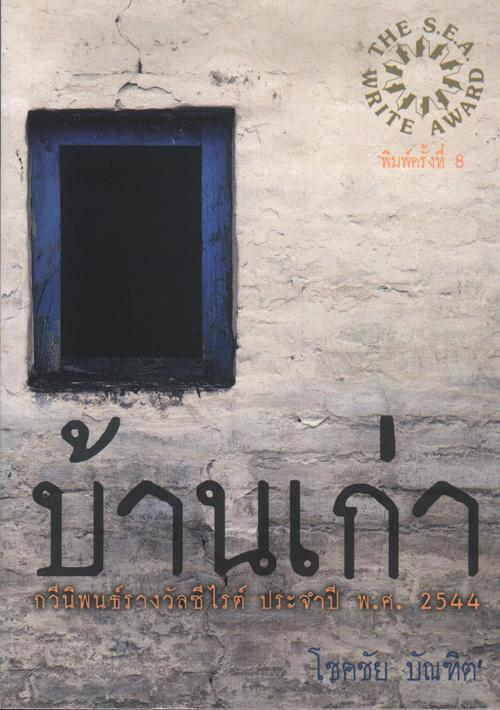 THE S.E.A. WRITE AWARD
พิมพ์ครั้งที่ 8
บ้านเก่า
กวีนิพนธ์รางวัลซีไรต์ ประจำปี พ.ศ. 2544
โชคชัย บัณฑิต'